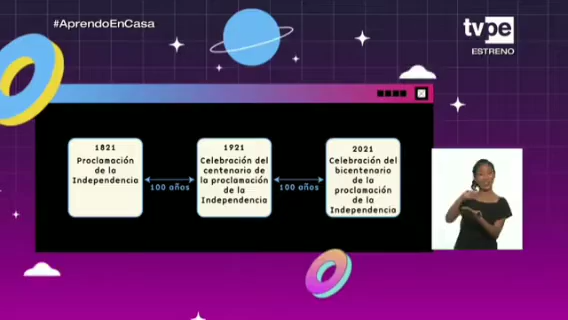 #AprendoEnCasa
tvpe
ESTRENO
1821
Proclamación
de la
Independencia
100 años
1921
Celebración del
centenario de
la proclamación
de la
Independencia
100 años
2021
Celebración del
bicentenario
de la
proclamación
de la
Independencia